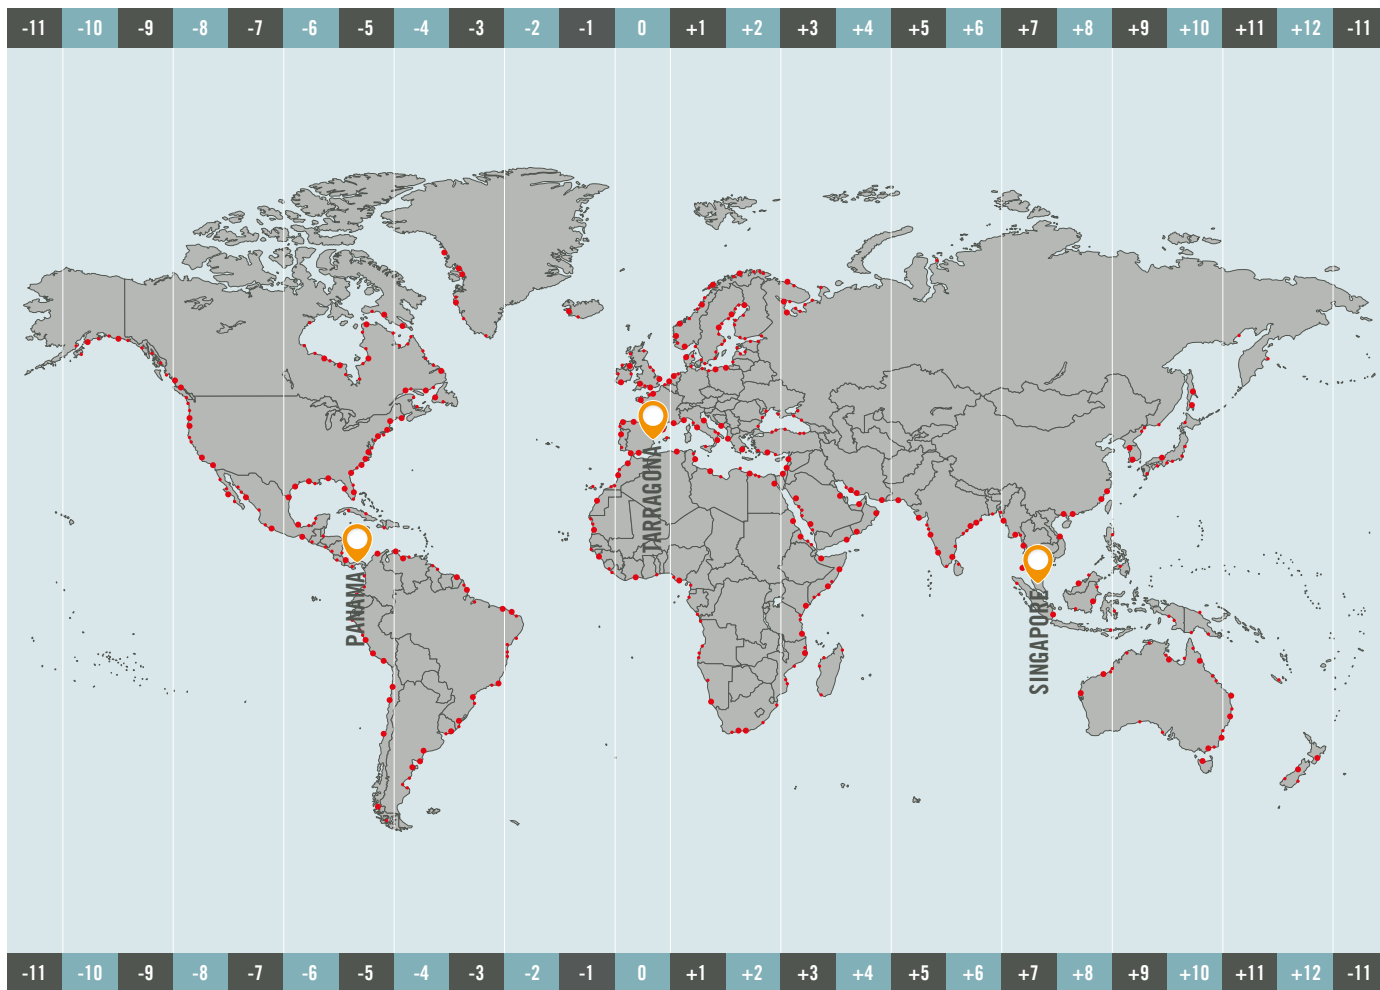 -11 -10 -9 -8 -7 -6 -5 -4 -3 -2 -1 0 +1 +2 +3 +4 +5 +6 +7 +8 +9 +10 +11 +12 -11
TARRAGONA
PANAMA
SINGAPORE
-11 -10 -9 -8 -7 -6 -5 -4 -3 -2 -1 0 +1 +2 +3 +4 +5 +6 +7 +8 +9 +10 +11 +12 -11